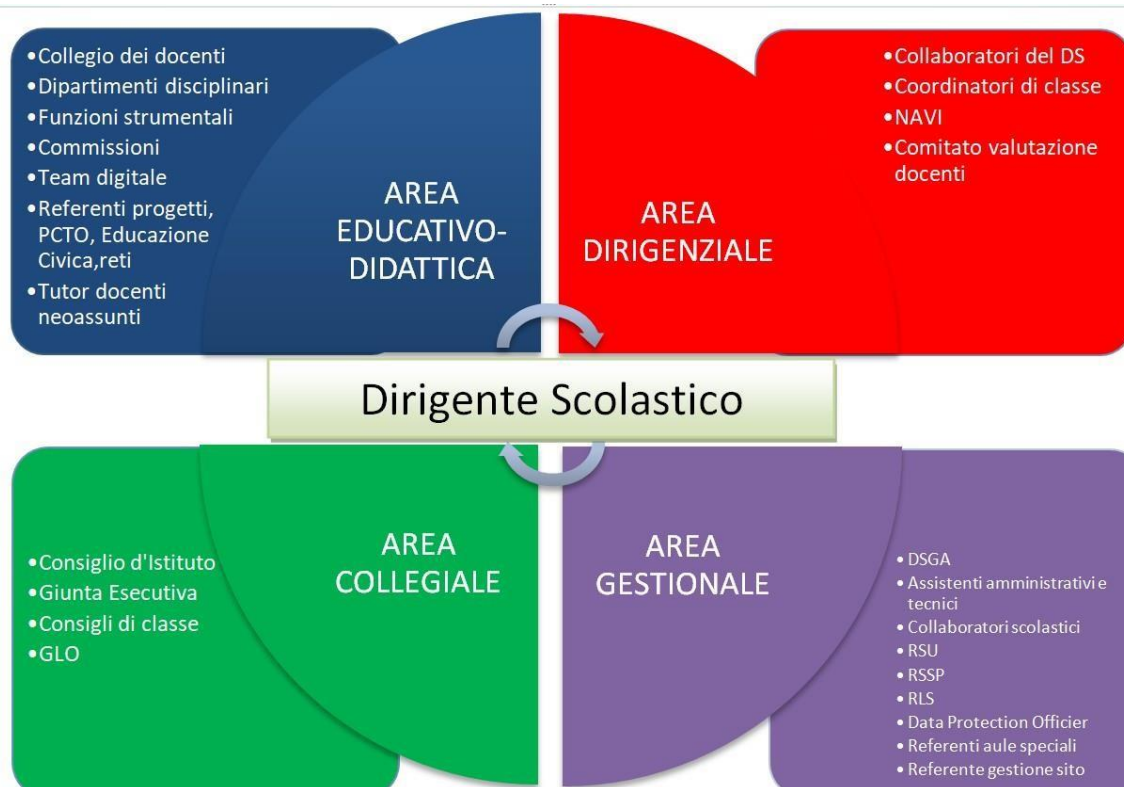 •Collegio dei docenti
•Dipartimenti disciplinari
•Funzioni strumentali
•Commissioni
•Team digitale
•Referenti progetti,
PCTO, Educazione
Civica,reti
•Tutor docenti
neoassunti
AREA
EDUCATIVO-
DIDATTICA
AREA
DIRIGENZIALE
•Collaboratori del DS
•Coordinatori di classe
•NAVI
•Comitato valutazione
docenti
Dirigente Scolastico
•Consiglio d'Istituto
•Giunta Esecutiva
•Consigli di classe
•GLO
AREA
COLLEGIALE
AREA
GESTIONALE
•DSGA
•Assistenti amministrativi e
tecnici
•Collaboratori scolastici
•RSU
•RSSP
•RLS
•Data Protection Officier
•Referenti aule speciali
•Referente gestione sito